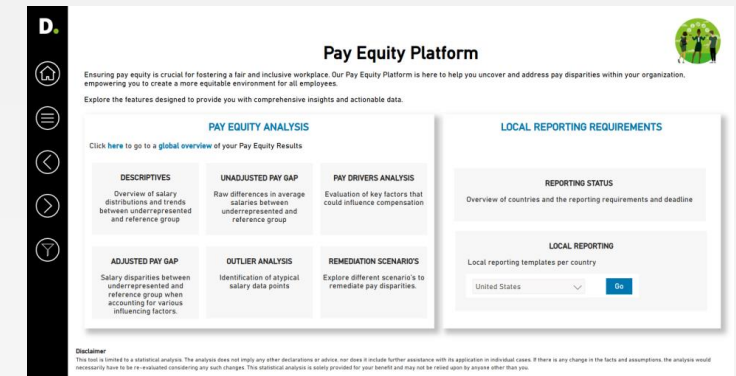 D.
Pay Equity Platform
Ensuring pay equity is crucial for fostering a fair and inclusive workplace. Our Pay Equity Platform is here to help you uncover and address pay disparities within your organization,
empowering you to create a more equitable environment for all employees.
Explore the features designed to provide you with comprehensive insights and actionable data.
PAY EQUITY ANALYSIS
Click here to go to a global overview of your Pay Equity Results
DESCRIPTIVES
Overview of salary
distributions and trends
between underrepresented
and reference group
UNADJUSTED PAY GAP
Raw differences in average
salaries between
underrepresented and
reference group
PAY DRIVERS ANALYSIS
Evaluation of key factors that
could influence compensation
ADJUSTED PAY GAP
Salary disparities between
underrepresented and
reference group when
accounting for various
influencing factors.
OUTLIER ANALYSIS
Identification of atypical
salary data points
REMEDIATION SCENARIO'S
Explore different scenario's to
remediate pay disparities.
LOCAL REPORTING REQUIREMENTS
REPORTING STATUS
Overview of countries and the reporting requirements and deadline
LOCAL REPORTING
Local reporting templates per country
United States
Go
Disclaimer
This tool is limited to a statistical analysis. The analysis does not imply any other declarations or advice, nor does it include further assistance with its application in individual cases. If there is any change in the facts and assumptions, the analysis would
necessarily have to be re-evaluated considering any such changes. This statistical analysis is solely provided for your benefit and may not be relied upon by anyone other than you.